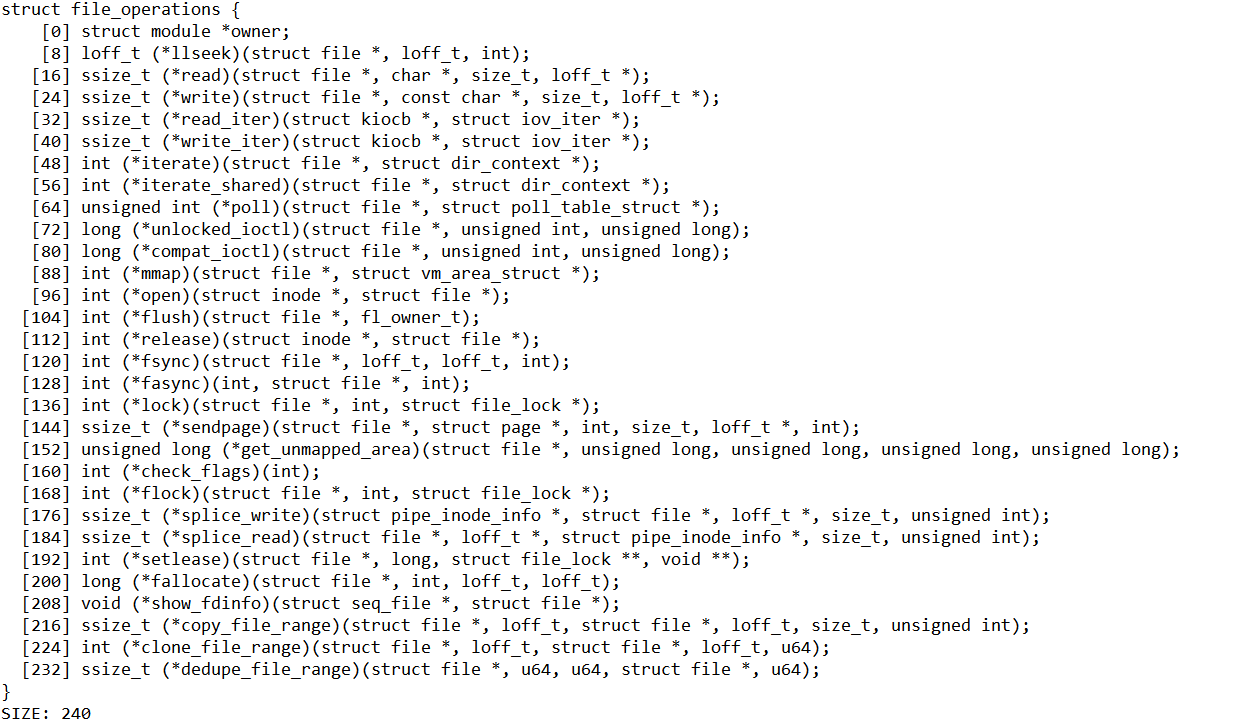 struct file_operations {
    [0] struct module *owner;
    [8] loff_t (*llseek)(struct file *, loff_t, int);
   [16] ssize_t (*read)(struct file *, char *, size_t, loff_t *);
   [24] ssize_t (*write)(struct file *, const char *, size_t, loff_t *);
   [32] ssize_t (*read_iter)(struct kiocb *, struct iov_iter *);
   [40] ssize_t (*write_iter)(struct kiocb *, struct iov_iter *);
   [48] int (*iterate)(struct file *, struct dir_context *);
   [56] int (*iterate_shared)(struct file *, struct dir_context *);
   [64] unsigned int (*poll)(struct file *, struct poll_table_struct *);
   [72] long (*unlocked_ioctl)(struct file *, unsigned int, unsigned long);
   [80] long (*compat_ioctl)(struct file *, unsigned int, unsigned long);
   [88] int (*mmap)(struct file *, struct vm_area_struct *);
   [96] int (*open)(struct inode *, struct file *);
  [104] int (*flush)(struct file *, fl_owner_t);
  [112] int (*release)(struct inode *, struct file *);
  [120] int (*fsync)(struct file *, loff_t, loff_t, int);
  [128] int (*fasync)(int, struct file *, int);
  [136] int (*lock)(struct file *, int, struct file_lock *);
  [144] ssize_t (*sendpage)(struct file *, struct page *, int, size_t, loff_t *, int);
  [152] unsigned long (*get_unmapped_area)(struct file *, unsigned long, unsigned long, unsigned long, unsigned long);
  [160] int (*check_flags)(int);
  [168] int (*flock)(struct file *, int, struct file_lock *);
  [176] ssize_t (*splice_write)(struct pipe_inode_info *, struct file *, loff_t *, size_t, unsigned int);
  [184] ssize_t (*splice_read)(struct file *, loff_t *, struct pipe_inode_info *, size_t, unsigned int);
  [192] int (*setlease)(struct file *, long, struct file_lock **, void **);
  [200] long (*fallocate)(struct file *, int, loff_t, loff_t);
  [208] void (*show_fdinfo)(struct seq_file *, struct file *);
  [216] ssize_t (*copy_file_range)(struct file *, loff_t, struct file *, loff_t, size_t, unsigned int);
  [224] int (*clone_file_range)(struct file *, loff_t, struct file *, loff_t, u64);
  [232] ssize_t (*dedupe_file_range)(struct file *, u64, u64, struct file *, u64);
}
SIZE: 240